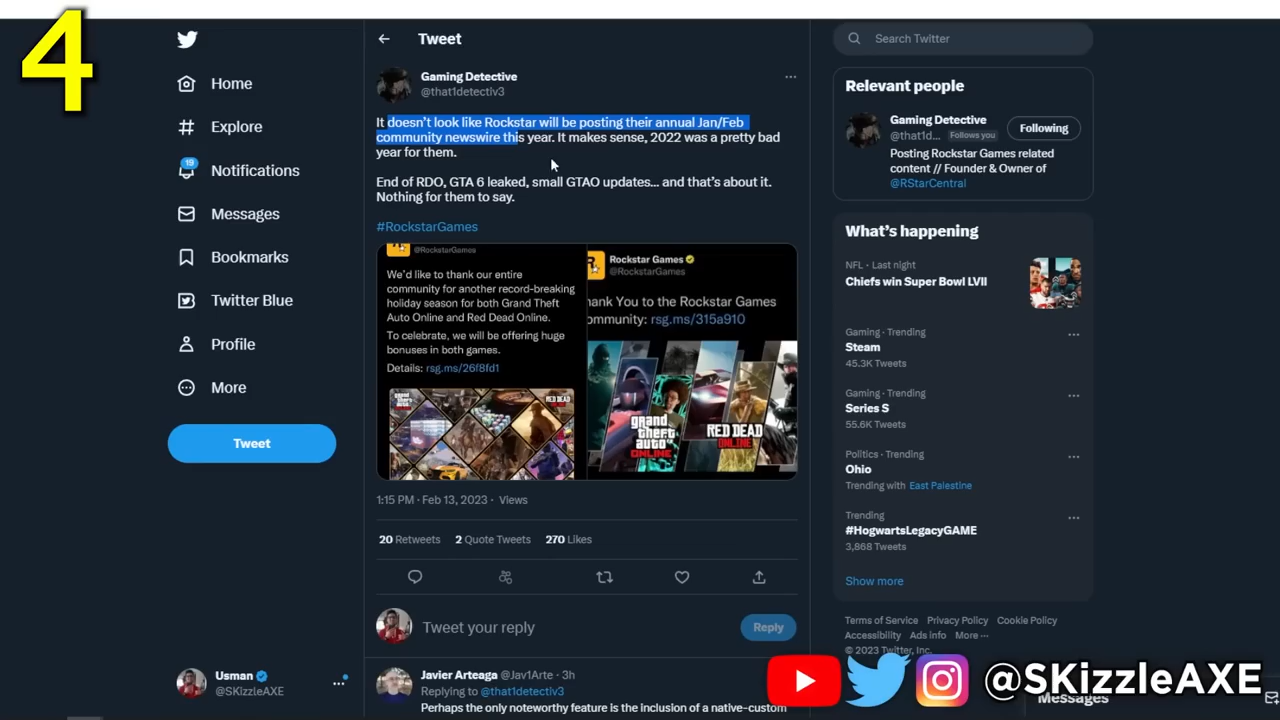 4
Home
Explore
19
Notifications
Messages
Bookmarks
Twitter Blue
Profile
More
Tweet
Usman
@SKizzleAXE
Tweet
Gaming Detective
@that1detectiv3
It doesn't look like Rockstar will be posting their annual Jan/Feb
community newswire this year. It makes sense, 2022 was a pretty bad
year for them.
End of RDO, GTA 6 leaked, small GTAO updates... and that's about it.
Nothing for them to say.
#RockstarGames
@RockstarGames
We'd like to thank our entire
community for another record-breaking
holiday season for both Grand Theft
Auto Online and Red Dead Online.
To celebrate, we will be offering huge
bonuses in both games.
Details: rsg.ms/26f8fd1
grand theft auto online
Rockstar Games
@RockstarGames
hank You to the Rockstar Games
ommunity: rsg.ms/315a910
grand
theft
auto
ONLINE
RED DEAD
ONLINE
1:15 PM · Feb 13, 2023 · Views
20 Retweets 2 Quote Tweets 270 Likes
Tweet your reply
Reply
Javier Arteaga @Jav1Arte · 3h
Replying to @that1detectiv3
Perhaps the only noteworthy feature is the inclusion of a native-custom
Search Twitter
Relevant people
Gaming Detective
@that1d... Follows you
Following
Posting Rockstar Games related
content // Founder & Owner of
@RStarCentral
What's happening
NFL · Last night
Chiefs win Super Bowl LVII
Gaming · Trending
Steam
45.3K Tweets
Gaming · Trending
Series S
55.6K Tweets
Politics · Trending
Ohio
Trending with East Palestine
Trending
#HogwartsLegacyGAME
3,868 Tweets
Show more
Terms of Service Privacy Policy Cookie Policy
Accessibility Ads info More ···
© 2023 Twitter, Inc.
@SKizzleAXE
Messages